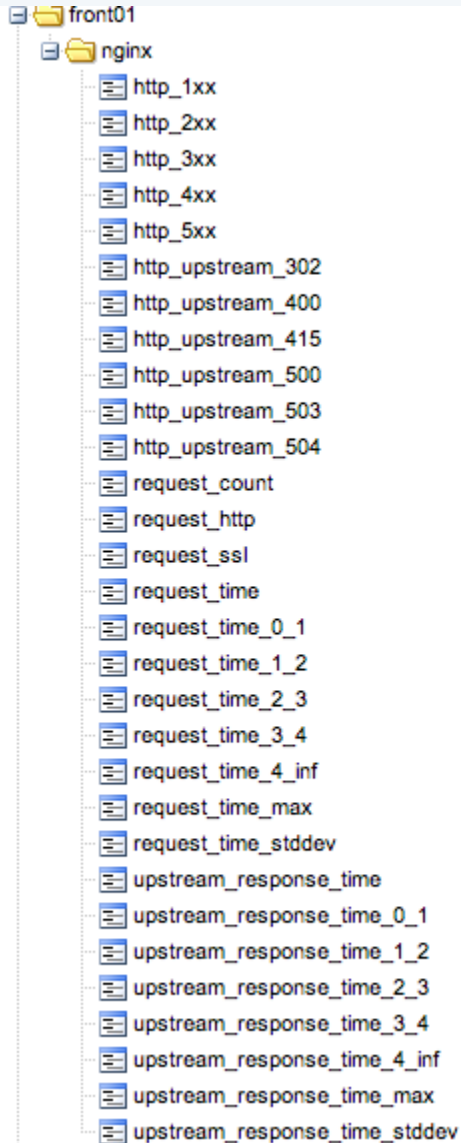 front01
nginx
http_1xx
http_2xx
http_3xx
http_4xx
http_5xx
http_upstream_302
http_upstream_400
http_upstream_415
http_upstream_500
http_upstream_503
http_upstream_504
request_count
request_http
request_ssl
request_time
request_time_0_1
request_time_1_2
request_time_2_3
request_time_3_4
request_time_4_inf
request_time_max
request_time_stddev
upstream_response_time
upstream_response_time_0_1
upstream_response_time_1_2
upstream_response_time_2_3
upstream_response_time_3_4
upstream_response_time_4_inf
upstream_response_time_max
upstream_response_time_stddev